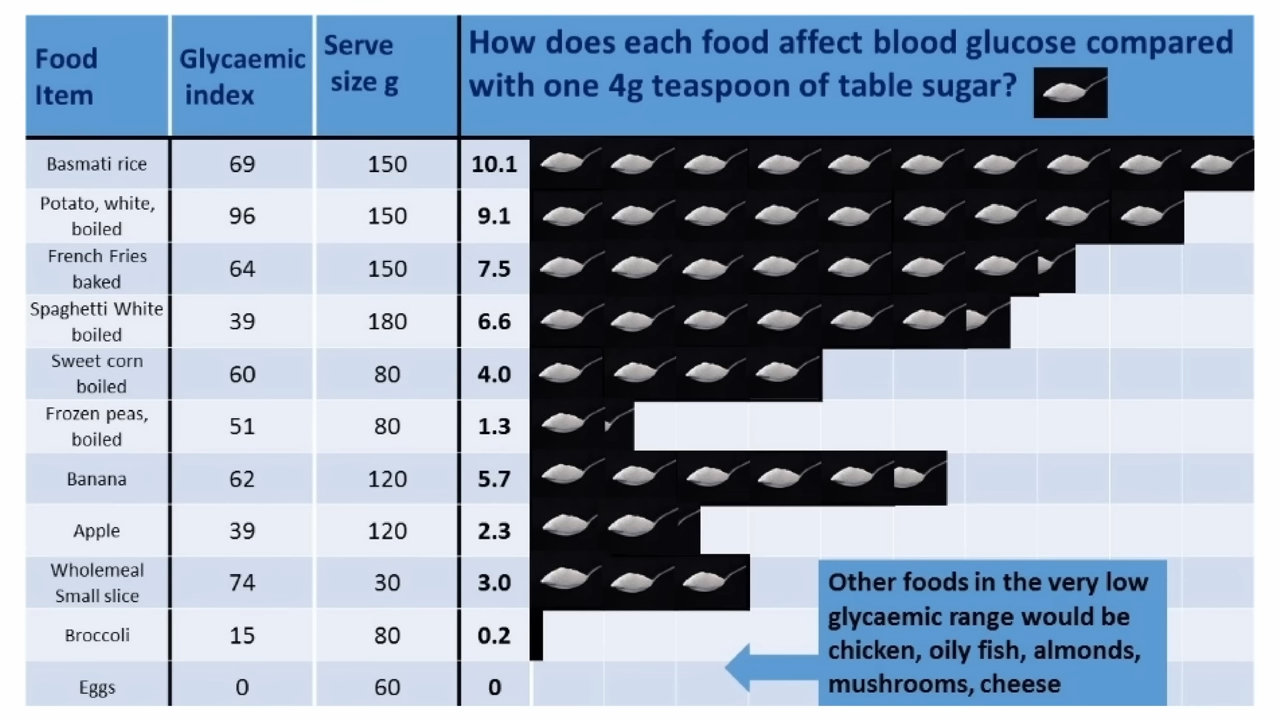 Food Item
Glycaemic index
Serve size g
How does each food affect blood glucose compared
with one 4g teaspoon of table sugar?
Basmati rice 69 150 10.1
Potato, white, boiled 96 150 9.1
French Fries baked 64 150 7.5
Spaghetti White boiled 39 180 6.6
Sweet corn boiled 60 80 4.0
Frozen peas, boiled 51 80 1.3
Banana 62 120 5.7
Apple 39 120 2.3
Wholemeal Small slice 74 30 3.0
Broccoli 15 80 0.2
Eggs 0 60 0
Other foods in the very low
glycaemic range would be
chicken, oily fish, almonds,
mushrooms, cheese